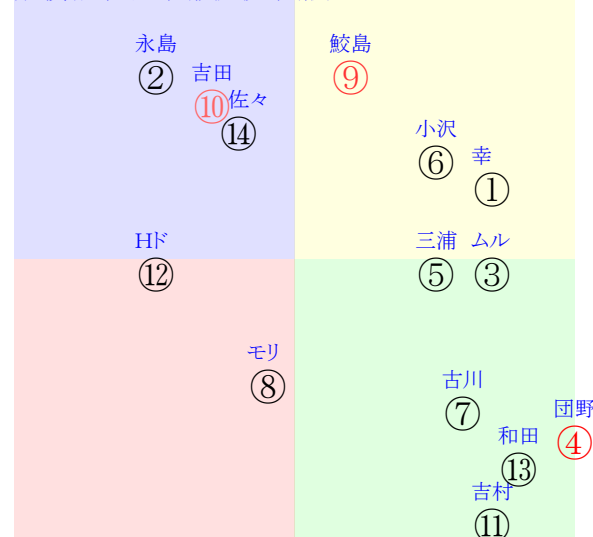 永島
②
鮫島
⑨
吉田
⑩
佐々
⑭
小沢
⑥
幸
①
Hド
⑫
三浦
⑤
ムル
③
モリ
⑧
古川
⑦
団野
④
和田
⑬
吉村
⑪